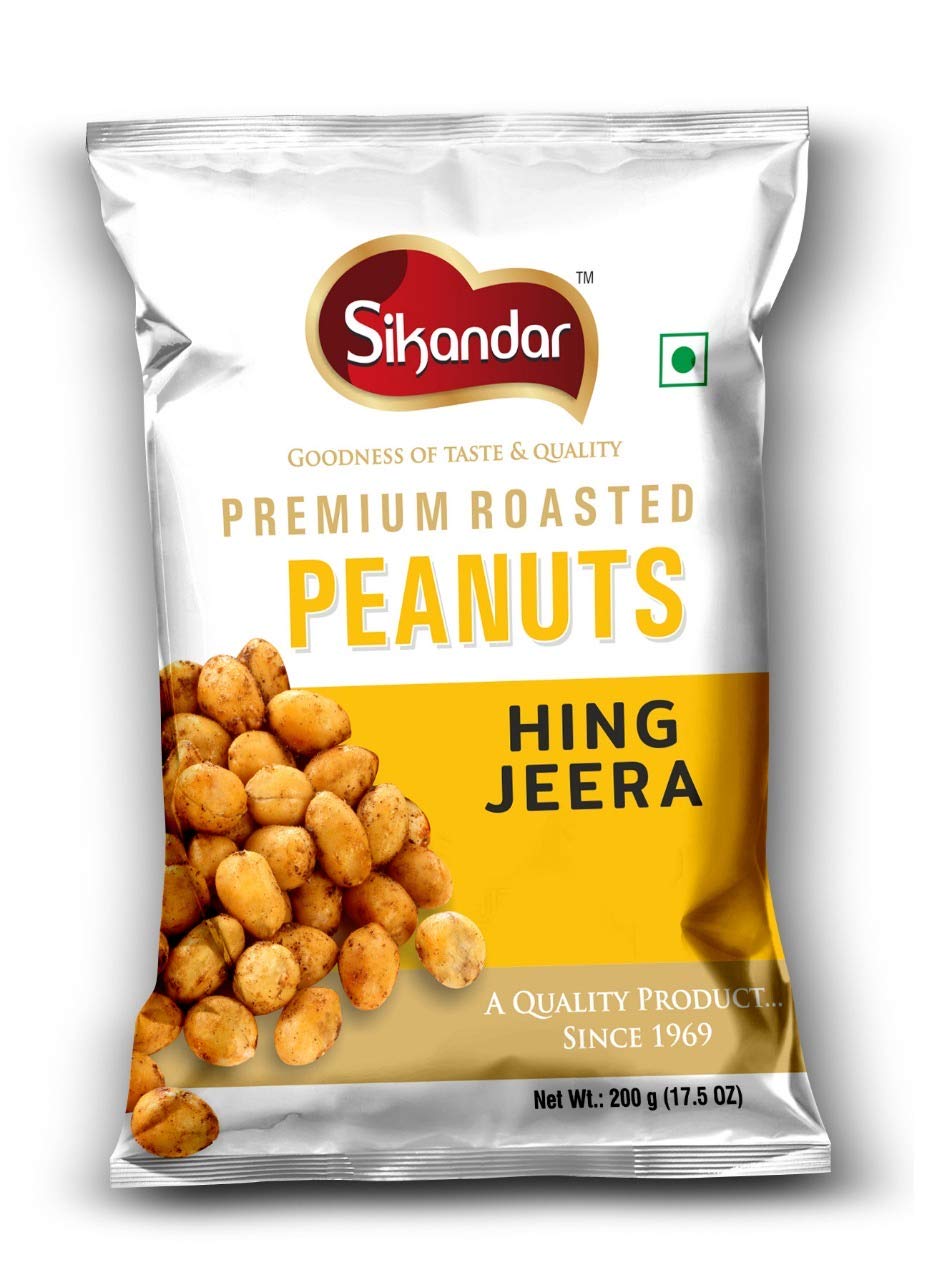 Sikandar
TM
GOODNESS OF TASTE & QUALITY
PREMIUM ROASTED
PEANUTS
HING
JEERA
A QUALITY PRODUCT...
SINCE 1969
Net Wt.: 200 g (17.5 OZ)